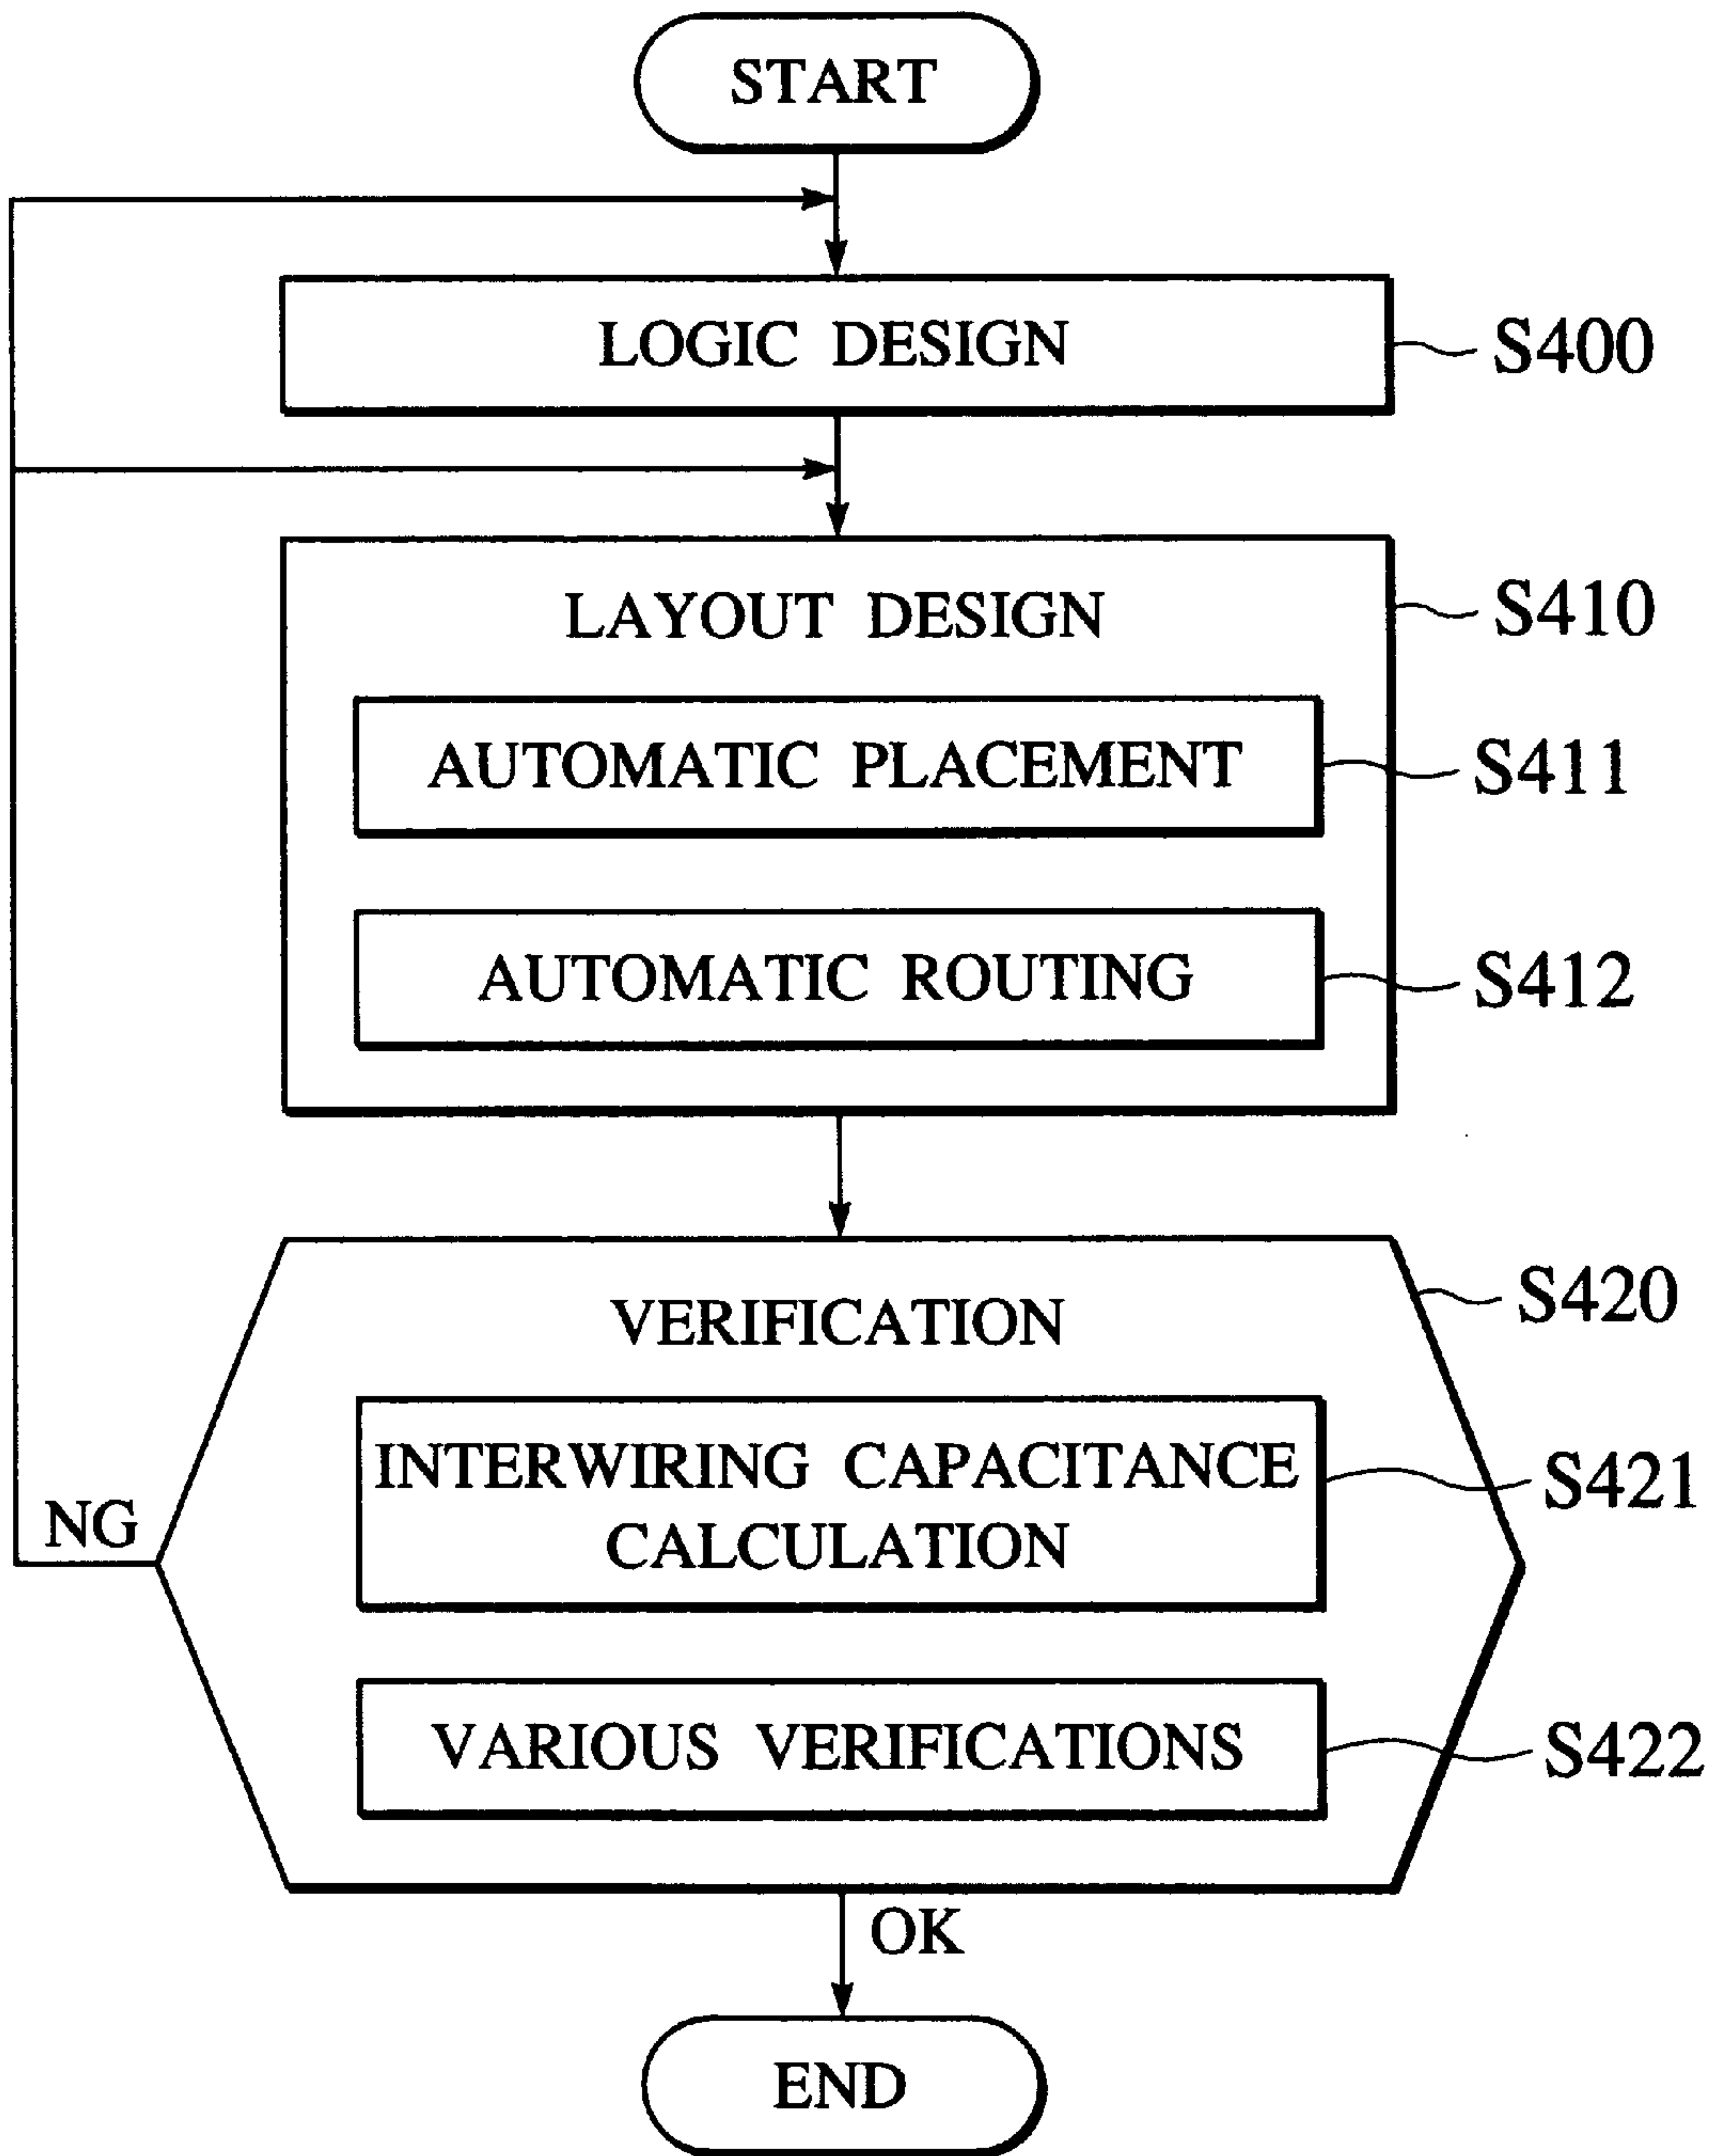 START
LOGIC DESIGN
S400
LAYOUT DESIGN
S410
AUTOMATIC PLACEMENT
S411
AUTOMATIC ROUTING
S412
VERIFICATION
S420
INTERWIRING CAPACITANCE
CALCULATION
S421
NG
VARIOUS VERIFICATIONS
S422
OK
END